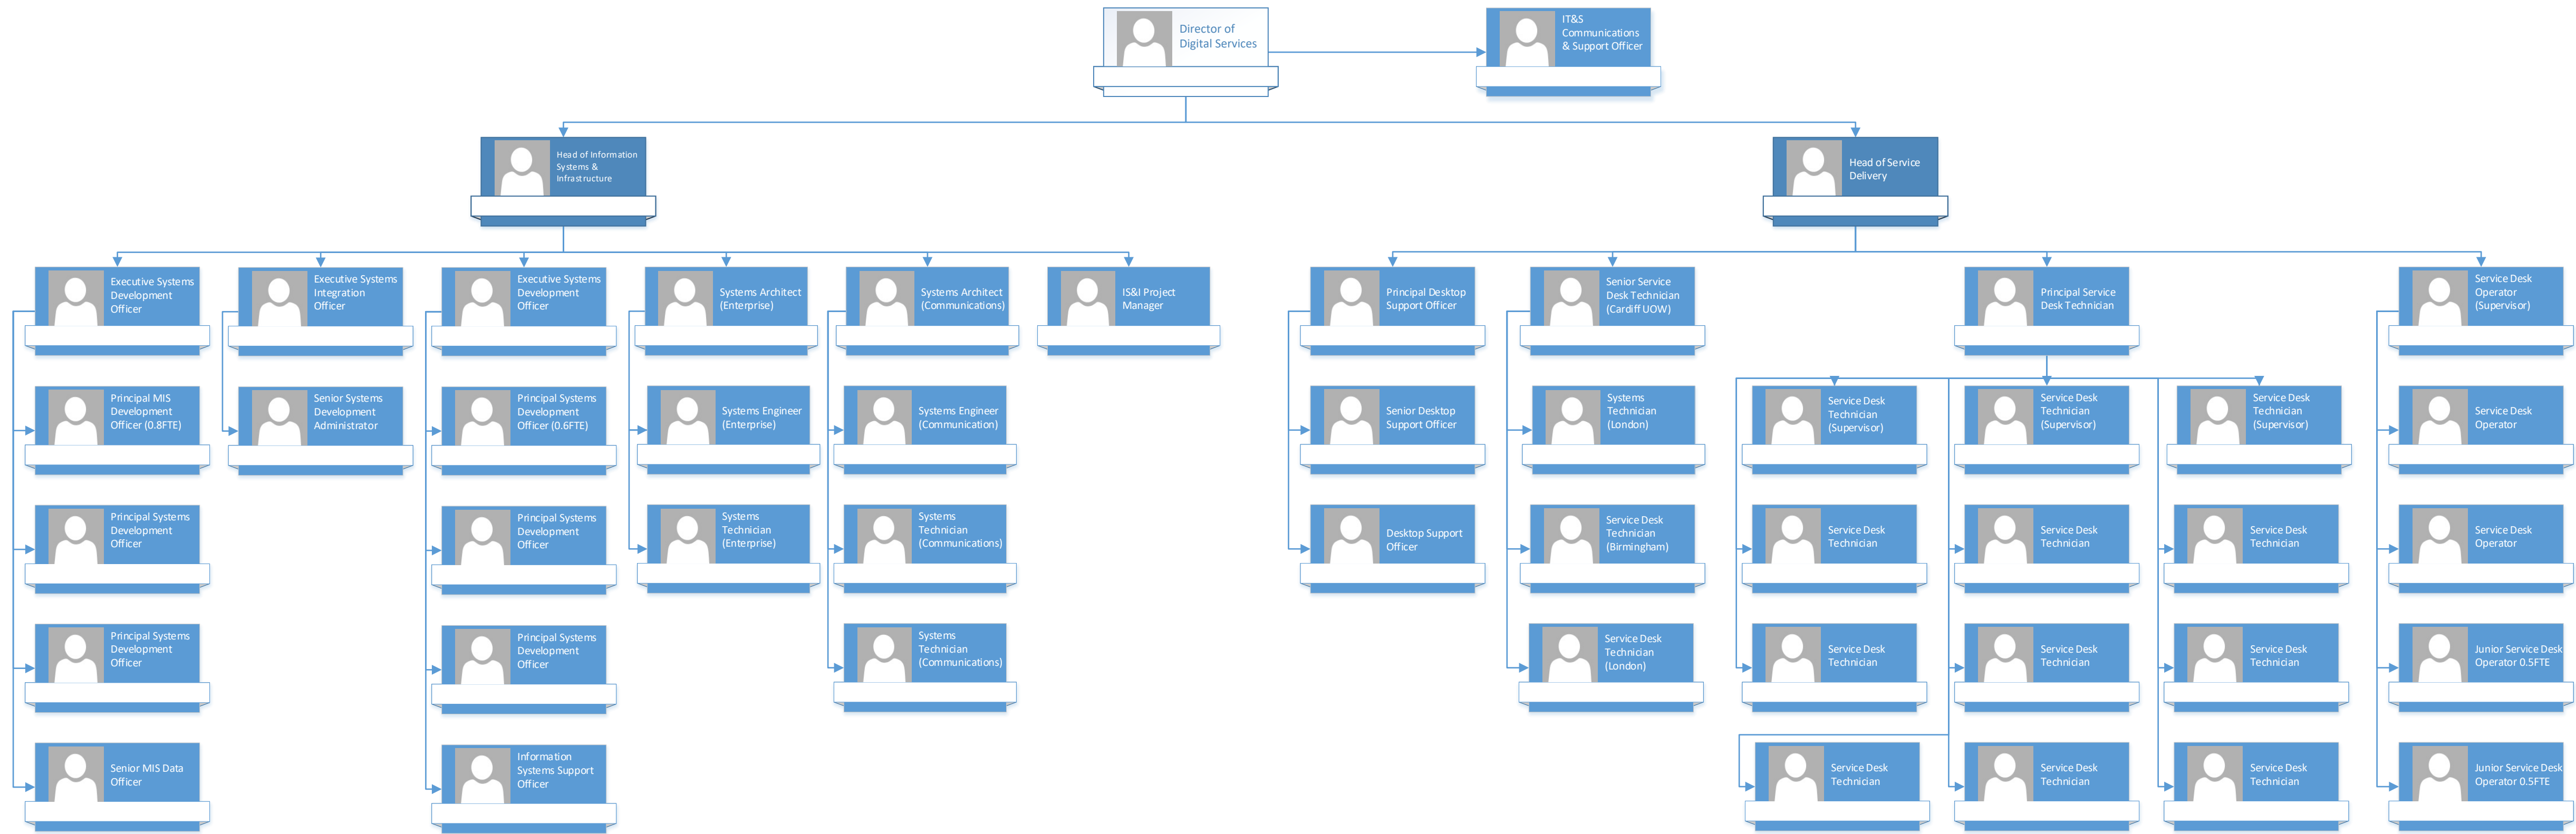 Director of
Digital Services
IT&S
Communications
& Support Officer
Head of Information
Systems &
Infrastructure
Head of Service
Delivery
Executive Systems
Development
Officer
Executive Systems
Integration
Officer
Executive Systems
Development
Officer
Systems Architect
(Enterprise)
Systems Architect
(Communications)
IS&I Project
Manager
Principal Desktop
Support Officer
Senior Service
Desk Technician
(Cardiff UOW)
Principal Service
Desk Technician
Service Desk
Operator
(Supervisor)
Principal MIS
Development
Officer (0.8FTE)
Senior Systems
Development
Administrator
Principal Systems
Development
Officer (0.6FTE)
Systems Engineer
(Enterprise)
Systems Engineer
(Communication)
Senior Desktop
Support Officer
Systems
Technician
(London)
Service Desk
Technician
(Supervisor)
Service Desk
Technician
(Supervisor)
Service Desk
Technician
(Supervisor)
Service Desk
Operator
Principal Systems
Development
Officer
Principal Systems
Development
Officer
Systems
Technician
(Enterprise)
Systems
Technician
(Communications)
Desktop Support
Officer
Service Desk
Technician
(Birmingham)
Service Desk
Technician
Service Desk
Technician
Service Desk
Technician
Service Desk
Operator
Principal Systems
Development
Officer
Principal Systems
Development
Officer
Systems
Technician
(Communications)
Service Desk
Technician
(London)
Service Desk
Technician
Service Desk
Technician
Service Desk
Technician
Junior Service Desk
Operator 0.5FTE
Senior MIS Data
Officer
Information
Systems Support
Officer
Service Desk
Technician
Service Desk
Technician
Service Desk
Technician
Junior Service Desk
Operator 0.5FTE